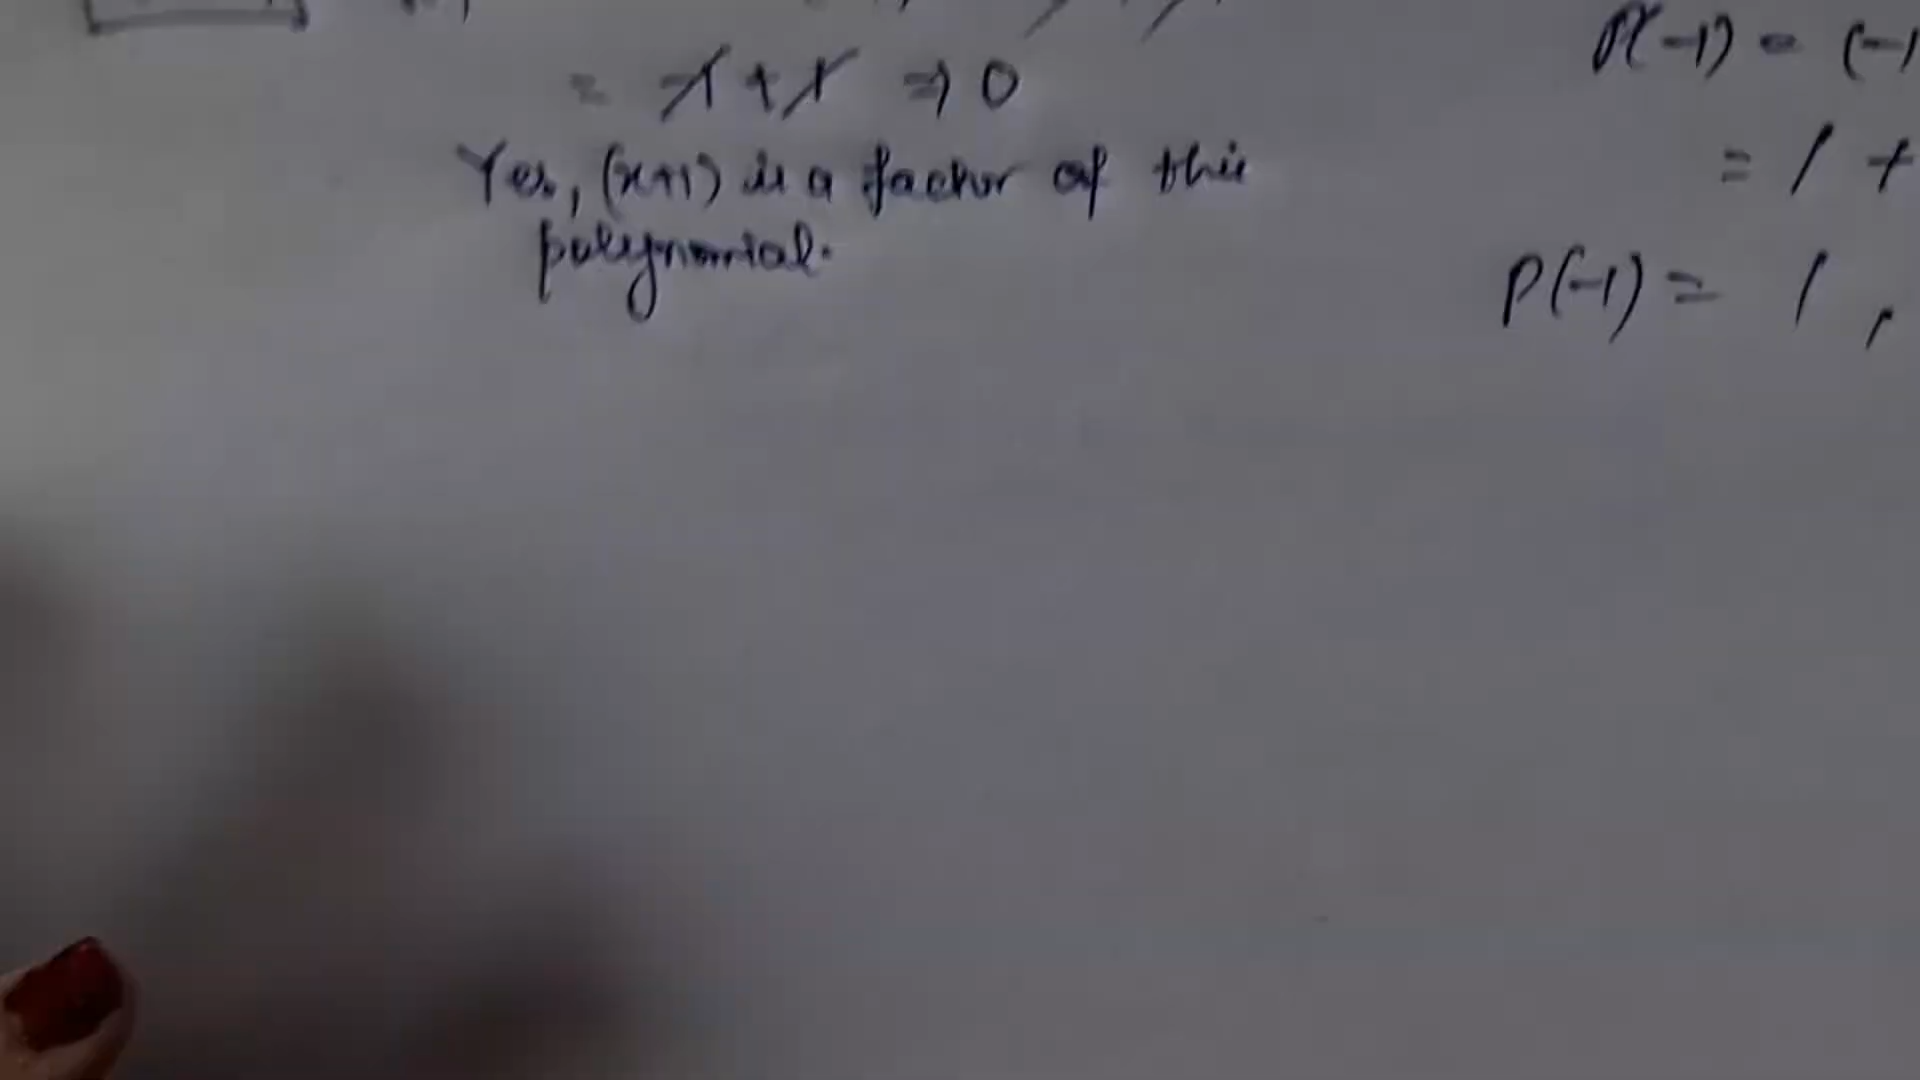 = -1 + 1 ⇒ 0
Yes, (x+1) is a factor of this
polynomial.
P(-1) = (-1
= 1 +
P(-1) = 1 ,